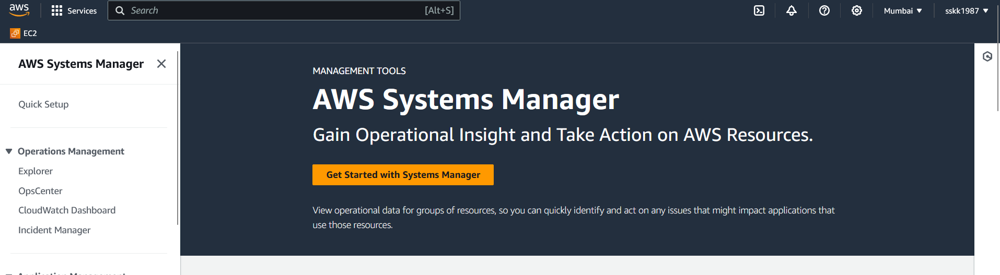 aws
Services
Search
[Alt+S]
Mumbai
sskk1987
EC2
AWS Systems Manager
Quick Setup
Operations Management
Explorer
OpsCenter
CloudWatch Dashboard
Incident Manager
Application Management
MANAGEMENT TOOLS
AWS Systems Manager
Gain Operational Insight and Take Action on AWS Resources.
Get Started with Systems Manager
View operational data for groups of resources, so you can quickly identify and act on any issues that might impact applications that
use those resources.